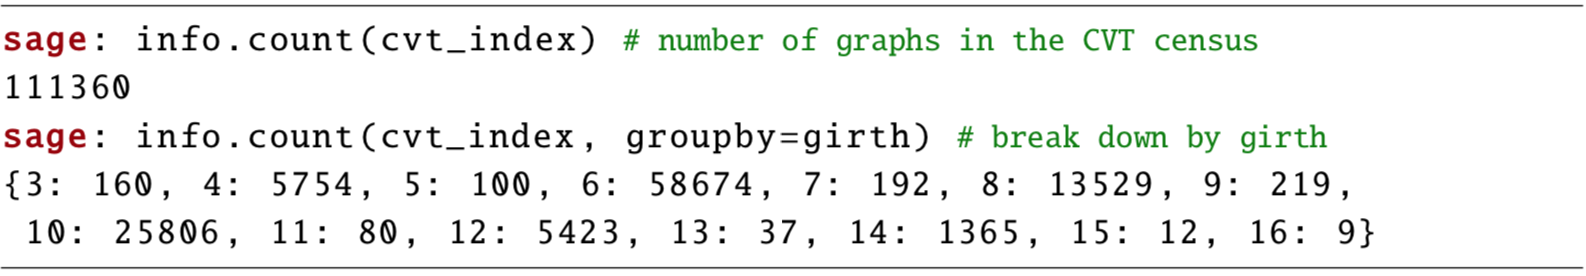 sage: info.count(cvt_index) # number of graphs in the CVT census
111360
sage: info.count(cvt_index, groupby=girth) # break down by girth
{3: 160, 4: 5754, 5: 100, 6: 58674, 7: 192, 8: 13529, 9: 219,
10: 25806, 11: 80, 12: 5423, 13: 37, 14: 1365, 15: 12, 16: 9}